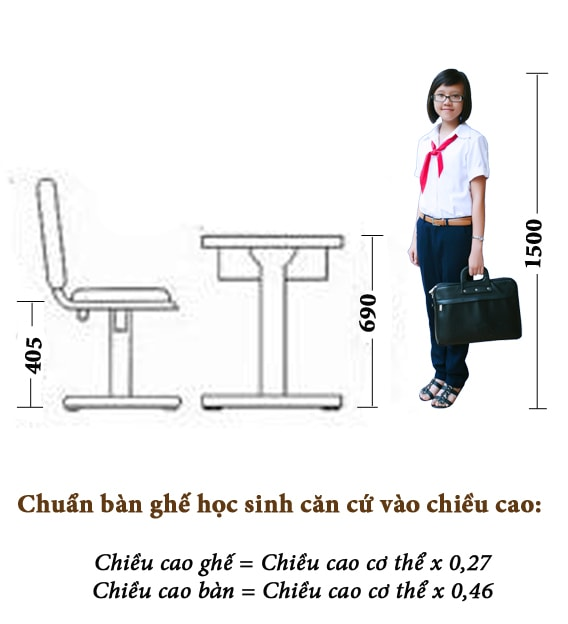 1500
690
405
Chuẩn bàn ghế học sinh căn cứ vào chiều cao:
Chiều cao ghế = Chiều cao cơ thể x 0,27
Chiều cao bàn = Chiều cao cơ thể x 0,46